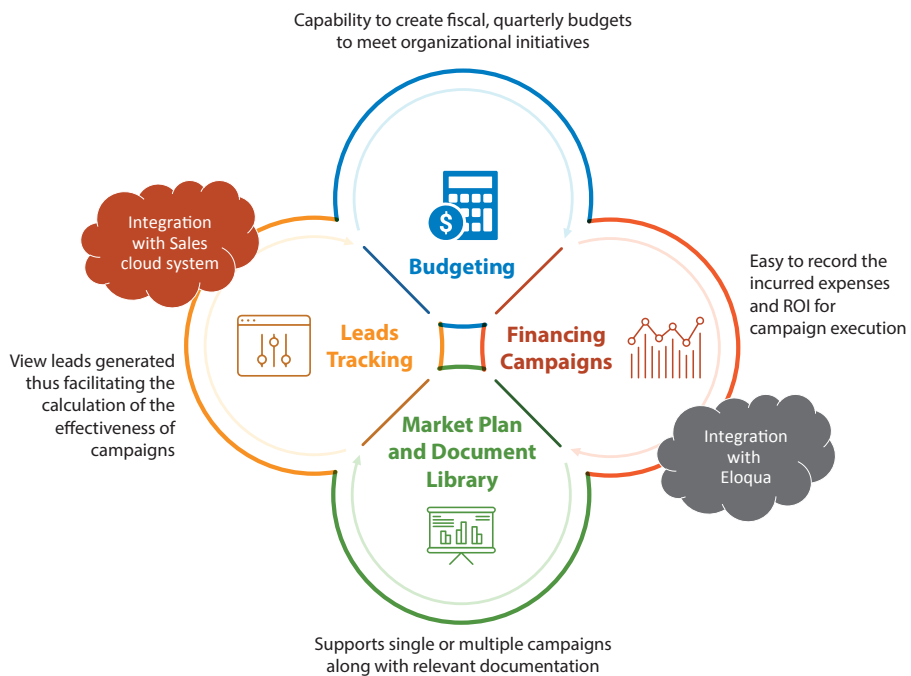 Capability to create fiscal, quarterly budgets
to meet organizational initiatives
$
Budgeting
Integration
with Sales
cloud system
Leads
Tracking
View leads generated
thus facilitating the
calculation of the
effectiveness of
campaigns
Financing
Campaigns
Easy to record the
incurred expenses
and ROI for
campaign execution
Integration
with
Eloqua
Market Plan
and Document
Library
Supports single or multiple campaigns
along with relevant documentation